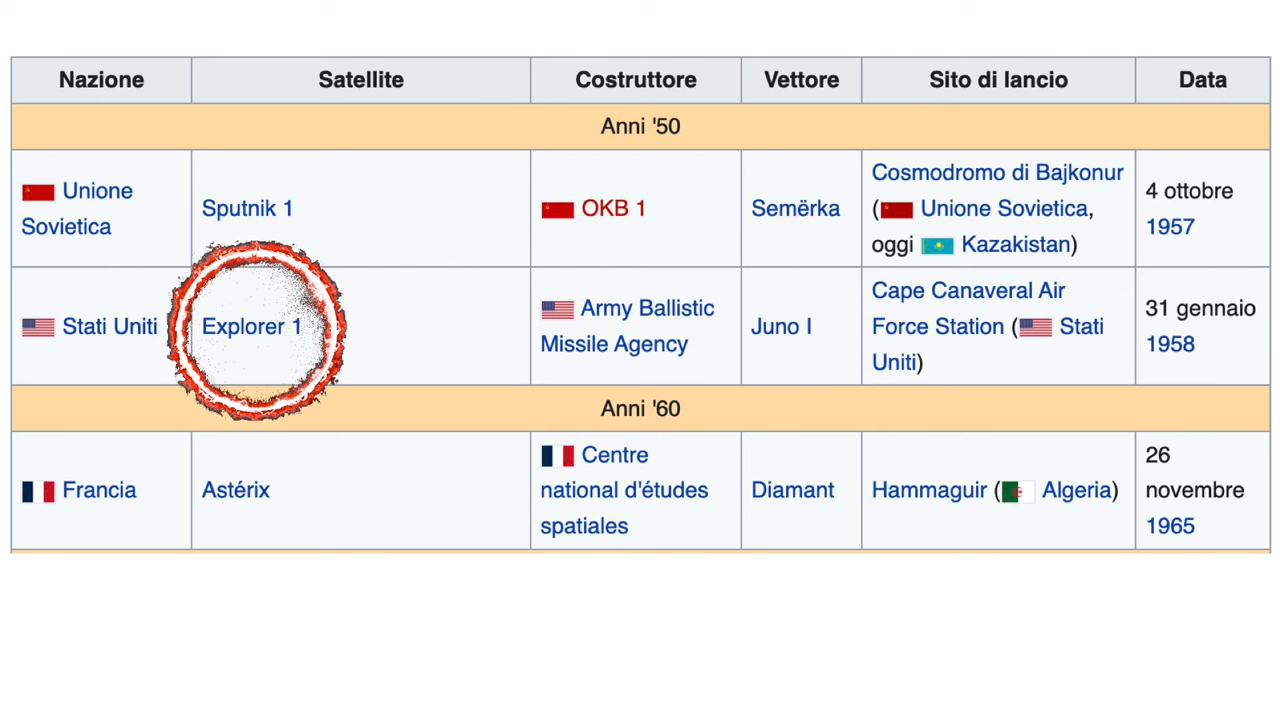 Nazione Satellite Costruttore Vettore Sito di lancio Data
Anni '50
Unione Sovietica Sputnik 1 OKB 1 Semërka Cosmodromo di Bajkonur (Unione Sovietica, oggi Kazakistan) 4 ottobre 1957
Stati Uniti Explorer 1 Army Ballistic Missile Agency Juno I Cape Canaveral Air Force Station (Stati Uniti) 31 gennaio 1958
Anni '60
Francia Astérix Centre national d'études spatiales Diamant Hammaguir (Algeria) 26 novembre 1965